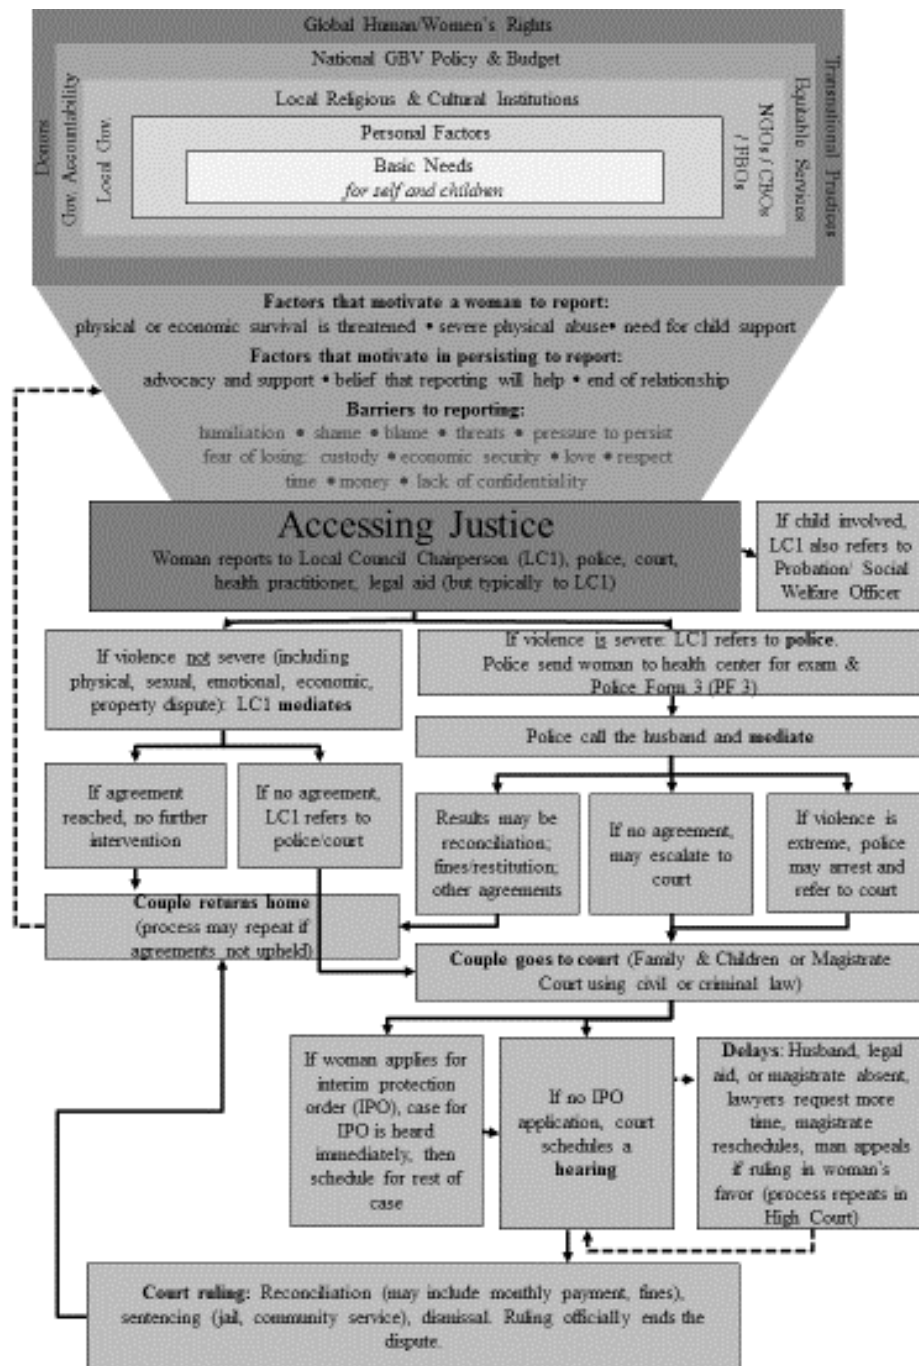 Global Human/Women's Rights
National GBV Policy & Budget
Local Religious & Cultural Institutions
Personal Factors
Basic Needs
for self and children
Donors
Gov. Accountability
Local Gov.
NGOs / CBOs
/ FBOs
Equitable Services
Transnational Practices
Factors that motivate a woman to report:
physical or economic survival is threatened • severe physical abuse• need for child support
Factors that motivate in persisting to report:
advocacy and support • belief that reporting will help • end of relationship
Barriers to reporting:
humiliation • shame • blame • threats • pressure to persist
fear of losing: custody • economic security • love • respect
time • money • lack of confidentiality
Accessing Justice
Woman reports to Local Council Chairperson (LC1), police, court,
health practitioner, legal aid (but typically to LC1)
If child involved,
LC1 also refers to
Probation/ Social
Welfare Officer
If violence not severe (including
physical, sexual, emotional, economic,
property dispute): LC1 mediates
If violence is severe: LC1 refers to police.
Police send woman to health center for exam &
Police Form 3 (PF 3)
Police call the husband and mediate
If agreement
reached, no further
intervention
If no agreement,
LC1 refers to
police/court
Results may be
reconciliation;
fines/restitution;
other agreements
If no agreement,
may escalate to
court
If violence is
extreme, police
may arrest and
refer to court
Couple returns home
(process may repeat if
agreements not upheld)
Couple goes to court (Family & Children or Magistrate
Court using civil or criminal law)
If woman applies for
interim protection
order (IPO), case for
IPO is heard
immediately, then
schedule for rest of
case
If no IPO
application, court
schedules a
hearing
Delays: Husband, legal
aid, or magistrate absent,
lawyers request more
time, magistrate
reschedules, man appeals
if ruling in woman's
favor (process repeats in
High Court)
Court ruling: Reconciliation (may include monthly payment, fines),
sentencing (jail, community service), dismissal. Ruling officially ends the
dispute.